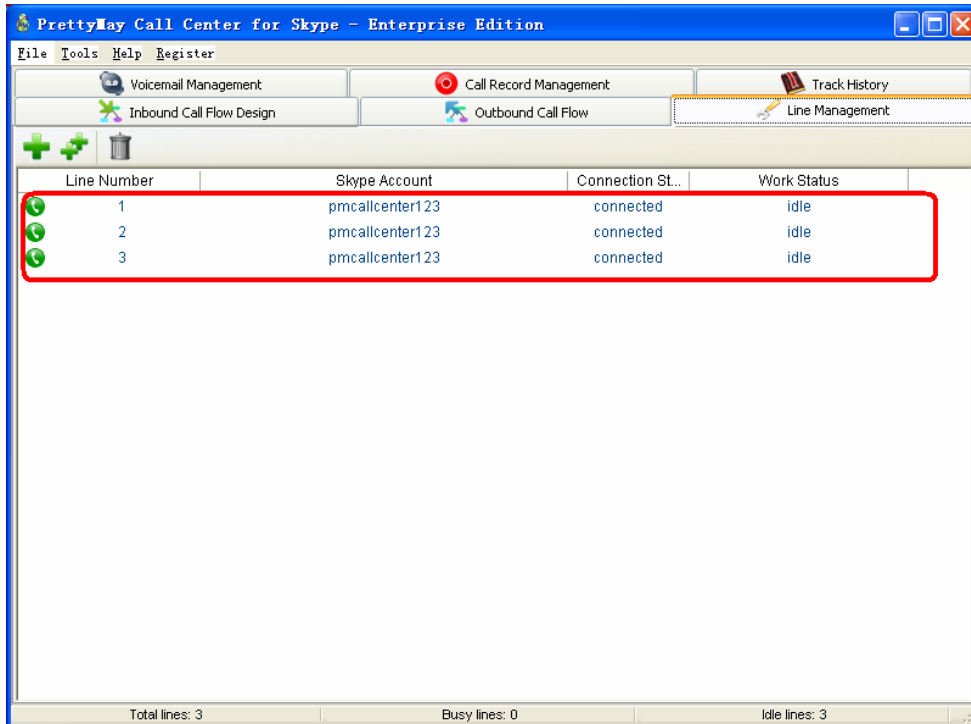 PrettyMay Call Center for Skype - Enterprise Edition
File Tools Help Register
Voicemail Management Call Record Management Track History
Inbound Call Flow Design Outbound Call Flow Line Management
Line Number Skype Account Connection St... Work Status
1 pmcallcenter123 connected idle
2 pmcallcenter123 connected idle
3 pmcallcenter123 connected idle
Total lines: 3 Busy lines: 0 Idle lines: 3